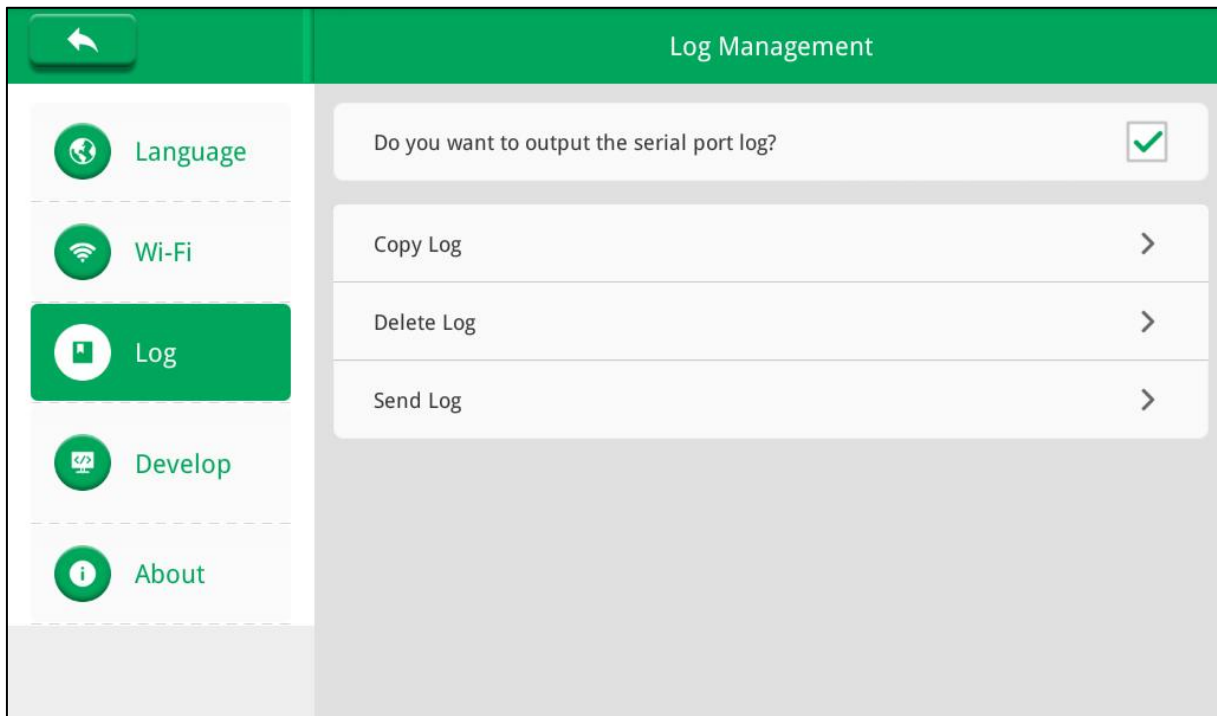 Log Management
Language
Wi-Fi
Log
Develop
About
Do you want to output the serial port log?
Copy Log
Delete Log
Send Log